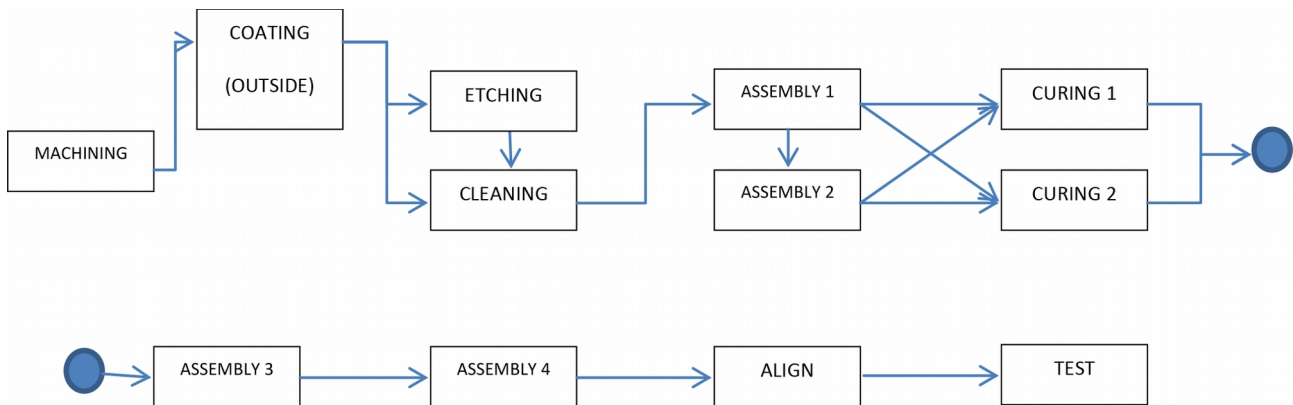 COATING
(OUTSIDE)
MACHINING
ETCHING
CLEANING
ASSEMBLY 1
ASSEMBLY 2
CURING 1
CURING 2
ASSEMBLY 3
ASSEMBLY 4
ALIGN
TEST